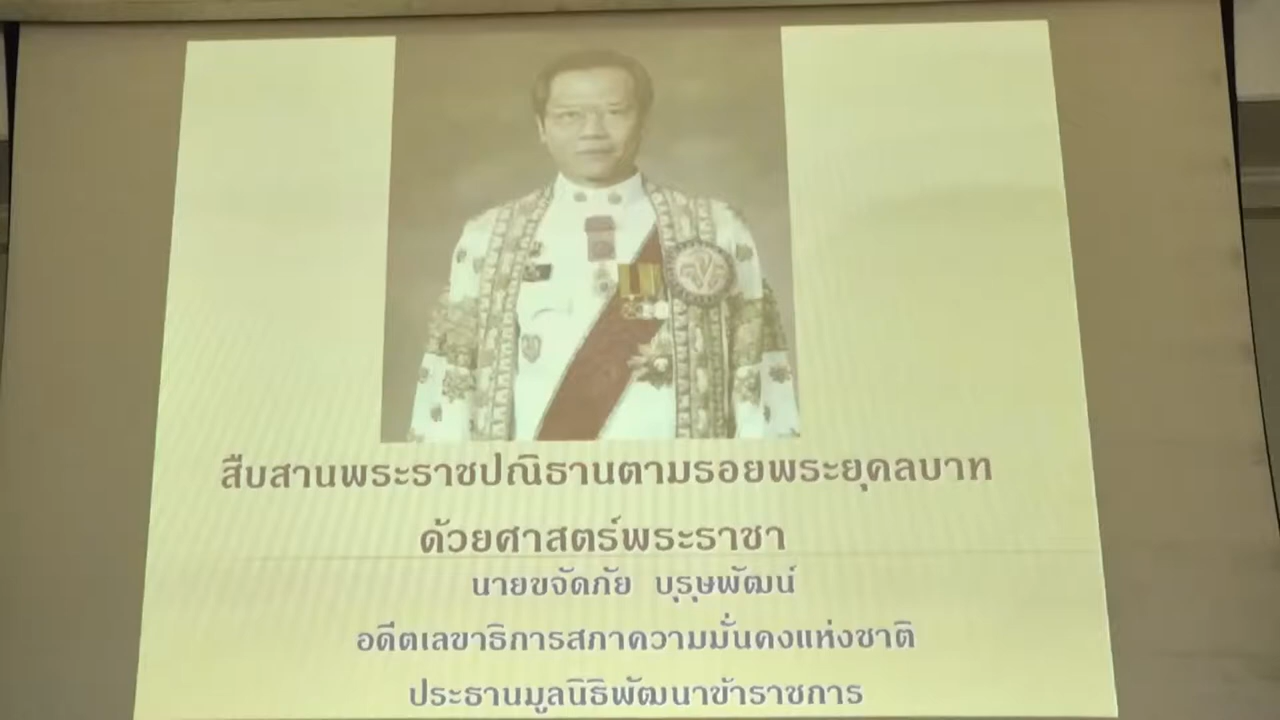 สืบสานพระราชปณิธานตามรอยพระยุคลบาท
ด้วยศาสตร์พระราชา
นายขจัดภัย บุรุษพัฒน์
อดีตเลขาธิการสภาความมั่นคงแห่งชาติ
ประธานมูลนิธิพัฒนาข้าราชการ